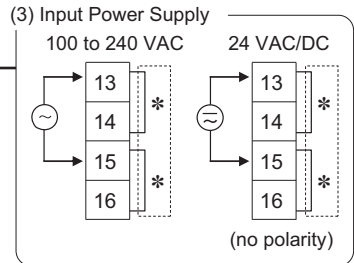 (3) Input Power Supply
100 to 240 VAC 24 VAC/DC
13 13
14 * 14 *
15 15
16 * 16 *
(no polarity)